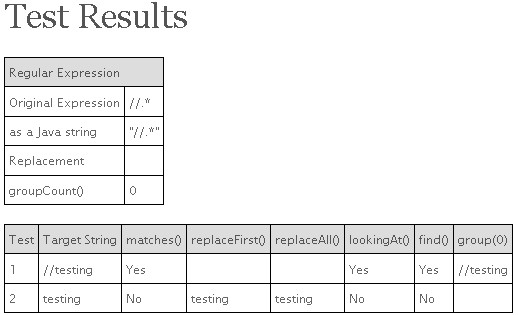 Test Results
Regular Expression
Original Expression //.*
as a Java string "//.*"
Replacement
groupCount() 0
Test Target String matches() replaceFirst() replaceAll() lookingAt() find() group(0)
1 //testing Yes Yes Yes //testing
2 testing No testing testing No No